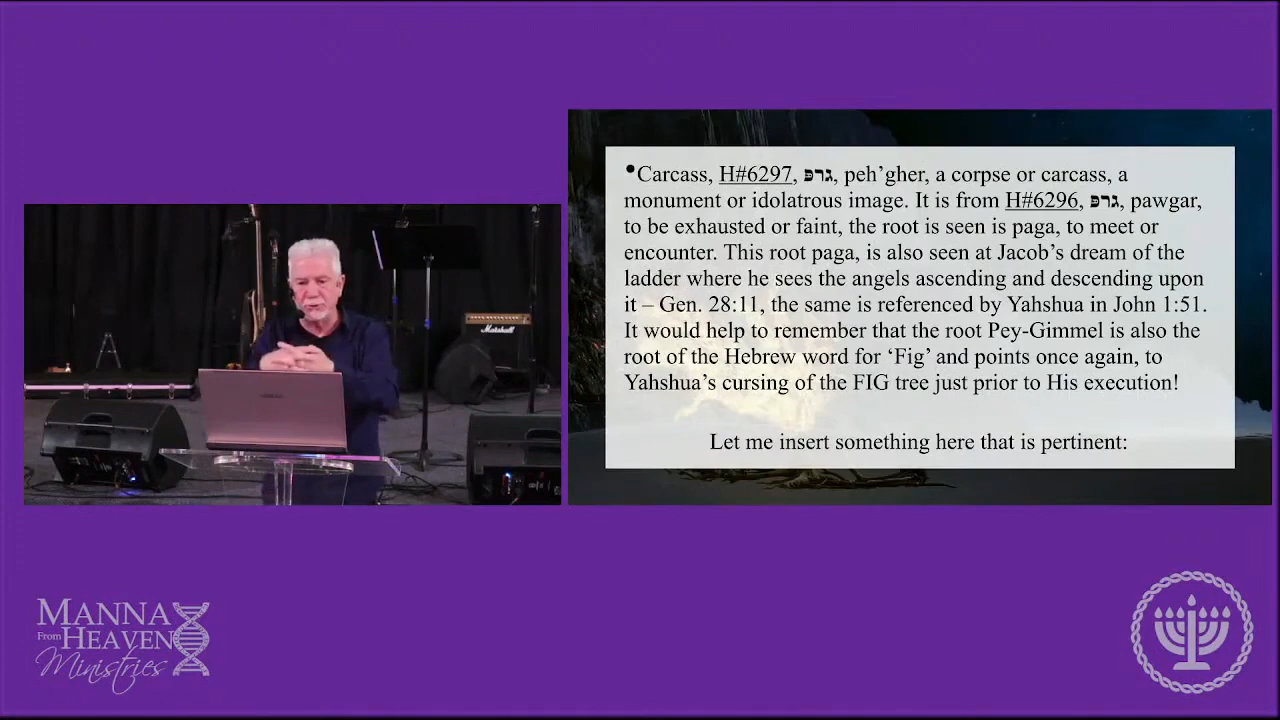 •Carcass, H#6297, פּרג, peh’gher, a corpse or carcass, a
monument or idolatrous image. It is from H#6296, פּרג, pawgar,
to be exhausted or faint, the root is seen is paga, to meet or
encounter. This root paga, is also seen at Jacob’s dream of the
ladder where he sees the angels ascending and descending upon
it – Gen. 28:11, the same is referenced by Yahshua in John 1:51.
It would help to remember that the root Pey-Gimmel is also the
root of the Hebrew word for ‘Fig’ and points once again, to
Yahshua’s cursing of the FIG tree just prior to His execution!
Let me insert something here that is pertinent:
Marshall
MANNA
From HEAVEN
Ministries